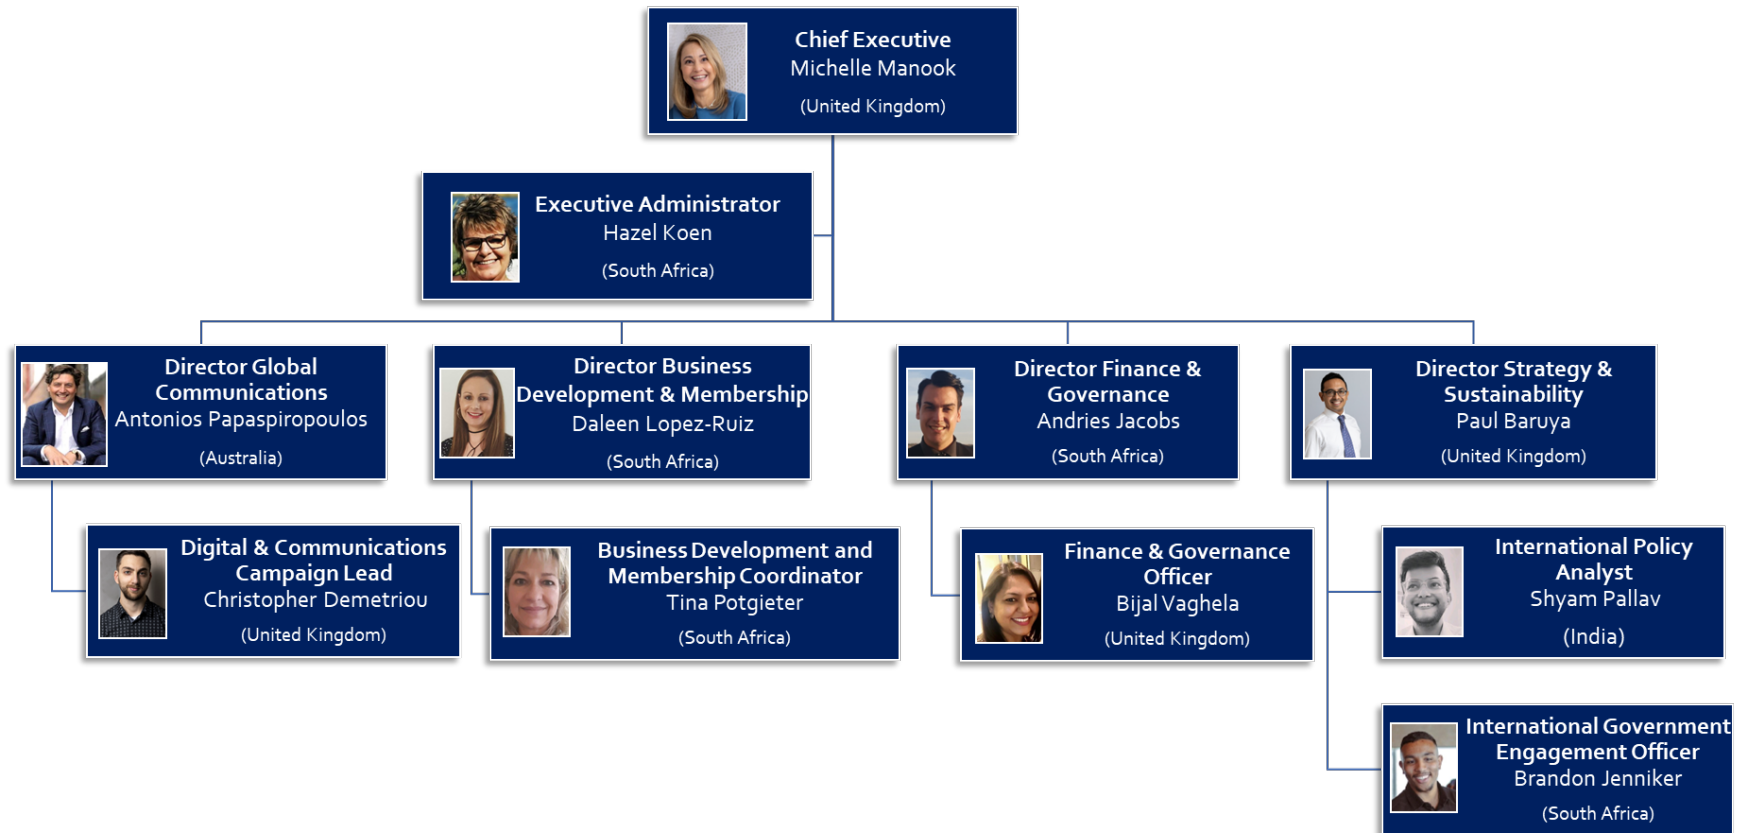 Chief Executive
Michelle Manook
(United Kingdom)
Executive Administrator
Hazel Koen
(South Africa)
Director Global
Communications
Antonios Papaspiropoulos
(Australia)
Director Business
Development & Membership
Daleen Lopez-Ruiz
(South Africa)
Director Finance &
Governance
Andries Jacobs
(South Africa)
Director Strategy &
Sustainability
Paul Baruya
(United Kingdom)
Digital & Communications
Campaign Lead
Christopher Demetriou
(United Kingdom)
Business Development and
Membership Coordinator
Tina Potgieter
(South Africa)
Finance & Governance
Officer
Bijal Vaghela
(United Kingdom)
International Policy
Analyst
Shyam Pallav
(India)
International Government
Engagement Officer
Brandon Jenniker
(South Africa)